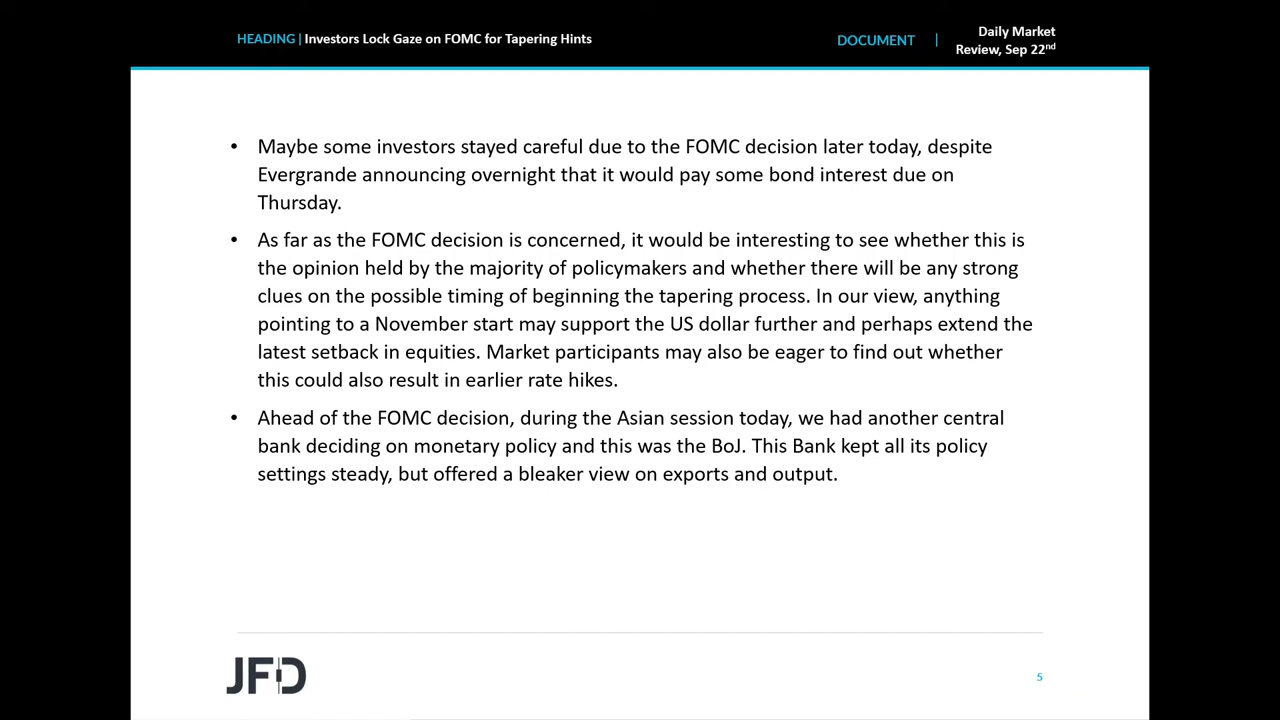 HEADING | Investors Lock Gaze on FOMC for Tapering Hints
DOCUMENT | Daily Market
Review, Sep 22nd
• Maybe some investors stayed careful due to the FOMC decision later today, despite
Evergrande announcing overnight that it would pay some bond interest due on
Thursday.
• As far as the FOMC decision is concerned, it would be interesting to see whether this is
the opinion held by the majority of policymakers and whether there will be any strong
clues on the possible timing of beginning the tapering process. In our view, anything
pointing to a November start may support the US dollar further and perhaps extend the
latest setback in equities. Market participants may also be eager to find out whether
this could also result in earlier rate hikes.
• Ahead of the FOMC decision, during the Asian session today, we had another central
bank deciding on monetary policy and this was the BoJ. This Bank kept all its policy
settings steady, but offered a bleaker view on exports and output.
JFD
5